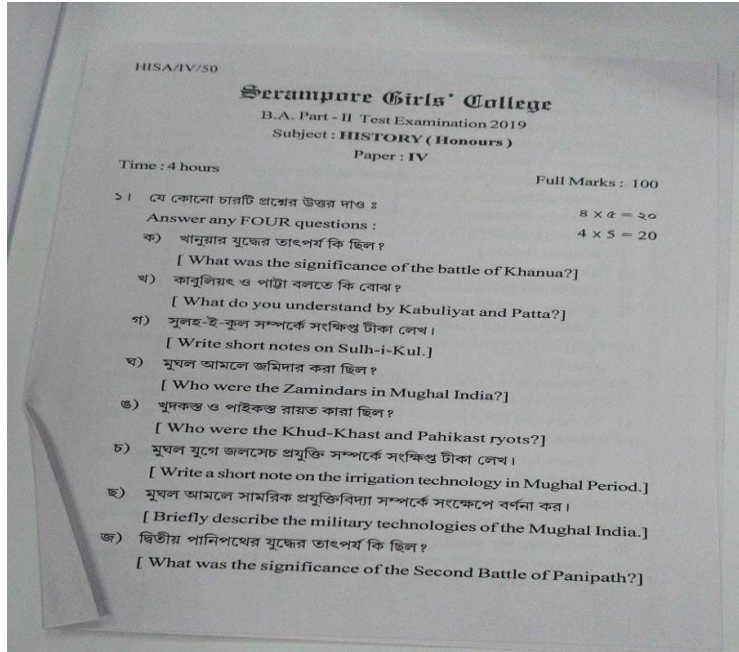 HISA/IV/50
Serampore Girls' College
B.A. Part - II Test Examination 2019
Subject : HISTORY ( Honours )
Paper : IV
Time : 4 hours
Full Marks : 100
১। যে কোনো চারটি প্রশ্নের উত্তর দাও ঃ
৪ × ৫ = ২০
Answer any FOUR questions :
4 × 5 = 20
ক) খানুয়ার যুদ্ধের তাৎপর্য কি ছিল?
[ What was the significance of the battle of Khanua?]
খ) কাবুলিয়ৎ ও পাট্টা বলতে কি বোঝ?
[ What do you understand by Kabuliyat and Patta?]
গ) সুলহ-ই-কুল সম্পর্কে সংক্ষিপ্ত টীকা লেখ।
[ Write short notes on Sulh-i-Kul.]
ঘ) মুঘল আমলে জমিদার করা ছিল?
[ Who were the Zamindars in Mughal India?]
ঙ) খুদকস্ত ও পাইকস্ত রায়ত কারা ছিল?
[ Who were the Khud-Khast and Pahikast ryots?]
চ) মুঘল যুগে জলসেচ প্রযুক্তি সম্পর্কে সংক্ষিপ্ত টীকা লেখ।
[ Write a short note on the irrigation technology in Mughal Period.]
ছ) মুঘল আমলে সামরিক প্রযুক্তিবিদ্যা সম্পর্কে সংক্ষেপে বর্ণনা কর।
[ Briefly describe the military technologies of the Mughal India.]
জ) দ্বিতীয় পানিপথের যুদ্ধের তাৎপর্য কি ছিল?
[ What was the significance of the Second Battle of Panipath?]